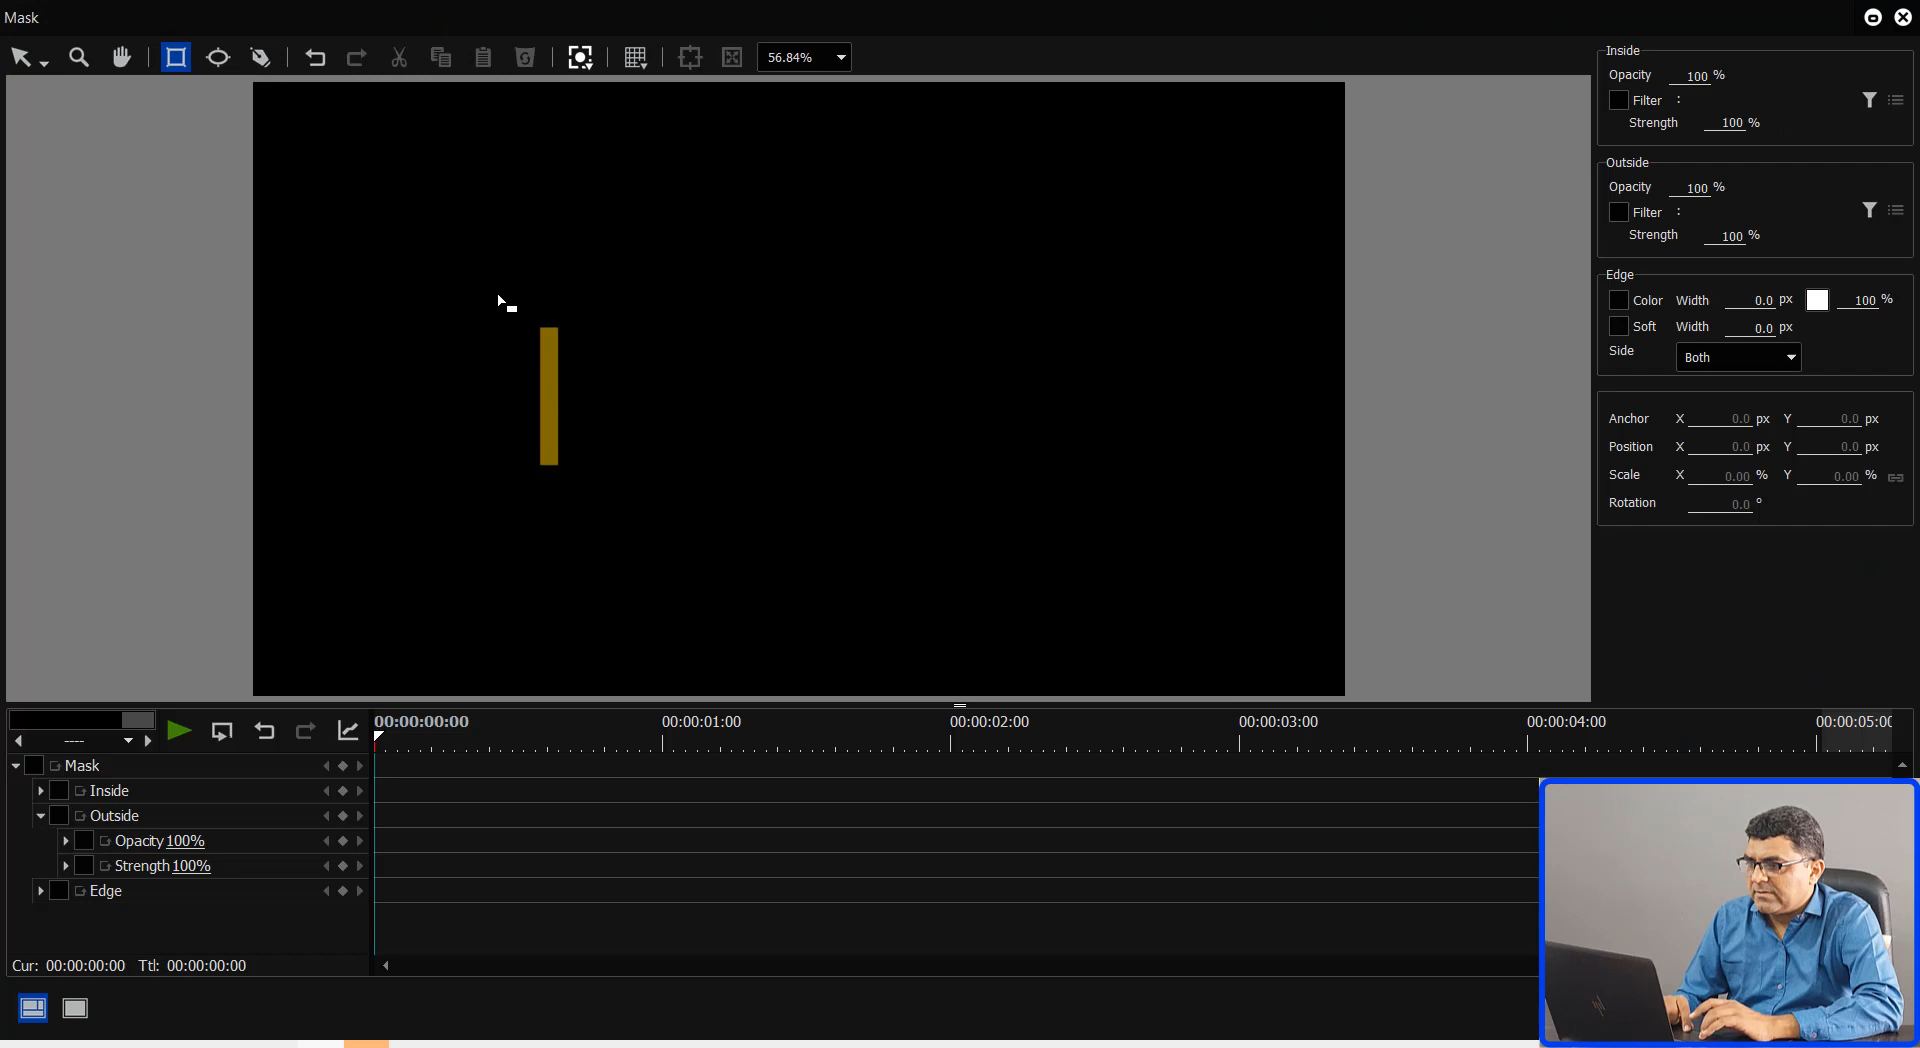 Mask
56.84%
Inside
Opacity 100 %
Filter :
Strength 100 %
Outside
Opacity 100 %
Filter :
Strength 100 %
Edge
Color Width 0.0 px 100 %
Soft Width 0.0 px
Side Both
Anchor X 0.0 px Y 0.0 px
Position X 0.0 px Y 0.0 px
Scale X 0.00 % Y 0.00 %
Rotation 0.0 °
00:00:00:00 00:00:01:00 00:00:02:00 00:00:03:00 00:00:04:00 00:00:05:00
----
Mask
Inside
Outside
Opacity 100%
Strength 100%
Edge
Cur: 00:00:00:00 Ttl: 00:00:00:00